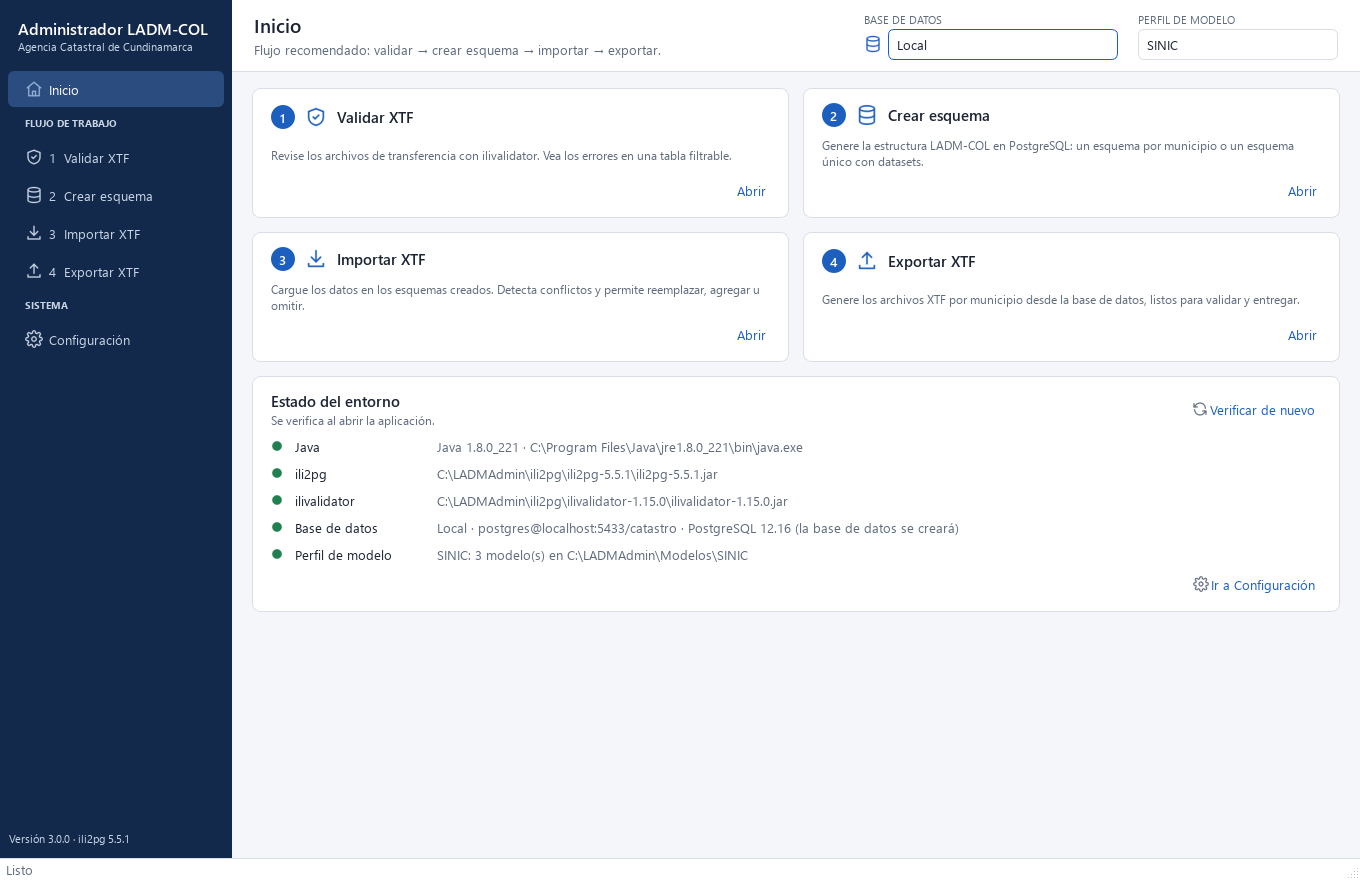 Administrador LADM-COL
Agencia Catastral de Cundinamarca
Inicio
FLUJO DE TRABAJO
1 Validar XTF
2 Crear esquema
3 Importar XTF
4 Exportar XTF
SISTEMA
Configuración
Versión 3.0.0 · ili2pg 5.5.1
Inicio
Flujo recomendado: validar → crear esquema → importar → exportar.
BASE DE DATOS
Local
PERFIL DE MODELO
SINIC
1 Validar XTF
Revise los archivos de transferencia con ilivalidator. Vea los errores en una tabla filtrable.
Abrir
2 Crear esquema
Genere la estructura LADM-COL en PostgreSQL: un esquema por municipio o un esquema
único con datasets.
Abrir
3 Importar XTF
Cargue los datos en los esquemas creados. Detecta conflictos y permite reemplazar, agregar u
omitir.
Abrir
4 Exportar XTF
Genere los archivos XTF por municipio desde la base de datos, listos para validar y entregar.
Abrir
Estado del entorno
Se verifica al abrir la aplicación.
Verificar de nuevo
Java Java 1.8.0_221 · C:\Program Files\Java\jre1.8.0_221\bin\java.exe
ili2pg C:\LADMAdmin\ili2pg\ili2pg-5.5.1\ili2pg-5.5.1.jar
ilivalidator C:\LADMAdmin\ili2pg\ilivalidator-1.15.0\ilivalidator-1.15.0.jar
Base de datos Local · postgres@localhost:5433/catastro · PostgreSQL 12.16 (la base de datos se creará)
Perfil de modelo SINIC: 3 modelo(s) en C:\LADMAdmin\Modelos\SINIC
Ir a Configuración
Listo